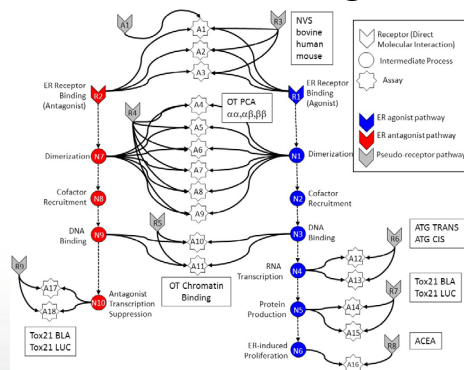 A1
R3
NVS
bovine
human
mouse
A1
A2
A3
R2
R1
ER Receptor
Binding
(Antagonist)
ER Receptor
Binding
(Agonist)
R4
A4
A5
A6
A7
A8
A9
OT PCA
αα,αβ,ββ
N7
Dimerization
N1
Dimerization
N8
Cofactor
Recruitment
N2
Cofactor
Recruitment
N9
DNA
Binding
N3
DNA
Binding
R5
A10
A11
OT Chromatin
Binding
R6
ATG TRANS
ATG CIS
RNA
Transcription
N4
A12
A13
R9
A17
A18
N10
Antagonist
Transcription
Suppression
Tox21 BLA
Tox21 LUC
R7
Tox21 BLA
Tox21 LUC
Protein
Production
N5
A14
A15
R8
ACEA
ER-induced
Proliferation
N6
A16
Receptor (Direct
Molecular Interaction)
Intermediate Process
Assay
ER agonist pathway
ER antagonist pathway
Pseudo-receptor pathway